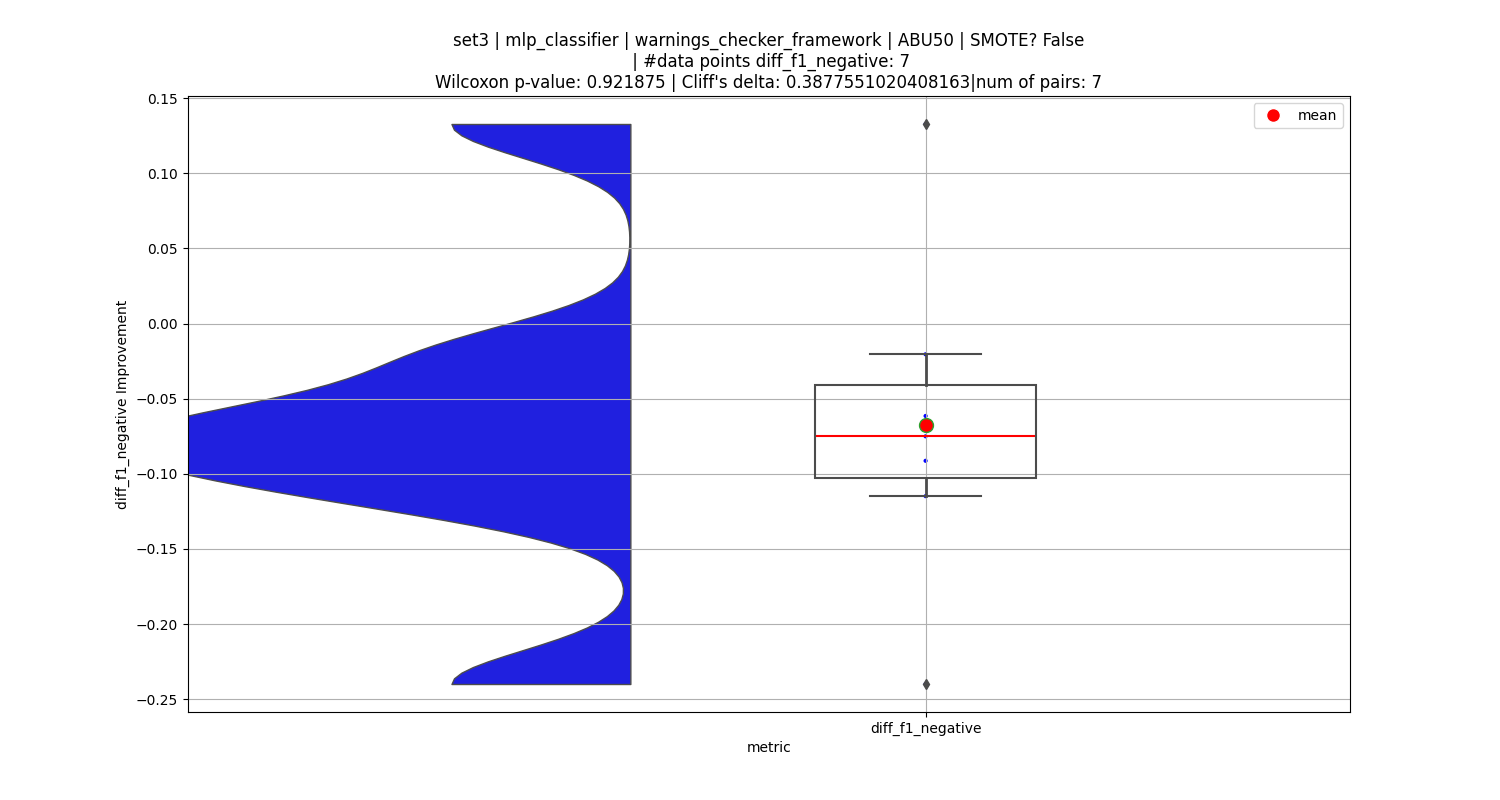 set3 | mlp_classifier | warnings_checker_framework | ABU50 | SMOTE? False
| #data points diff_f1_negative: 7
Wilcoxon p-value: 0.921875 | Cliff's delta: 0.3877551020408163|num of pairs: 7
mean
0.15
0.10
0.05
0.00
−0.05
−0.10
−0.15
−0.20
−0.25
diff_f1_negative Improvement
diff_f1_negative
metric